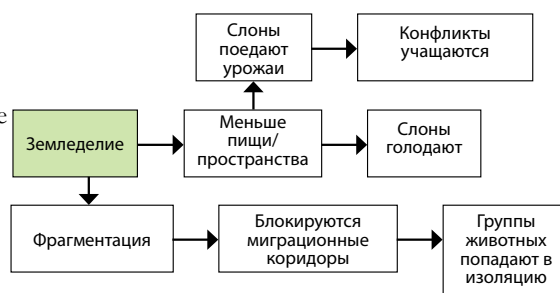 Слоны
поедают
урожаи
Конфликты
учащаются
е
Земледелие
Меньше
пищи/
пространства
Слоны
голодают
Фрагментация
Блокируются
миграционные
коридоры
Группы
животных
попадают в
изоляцию